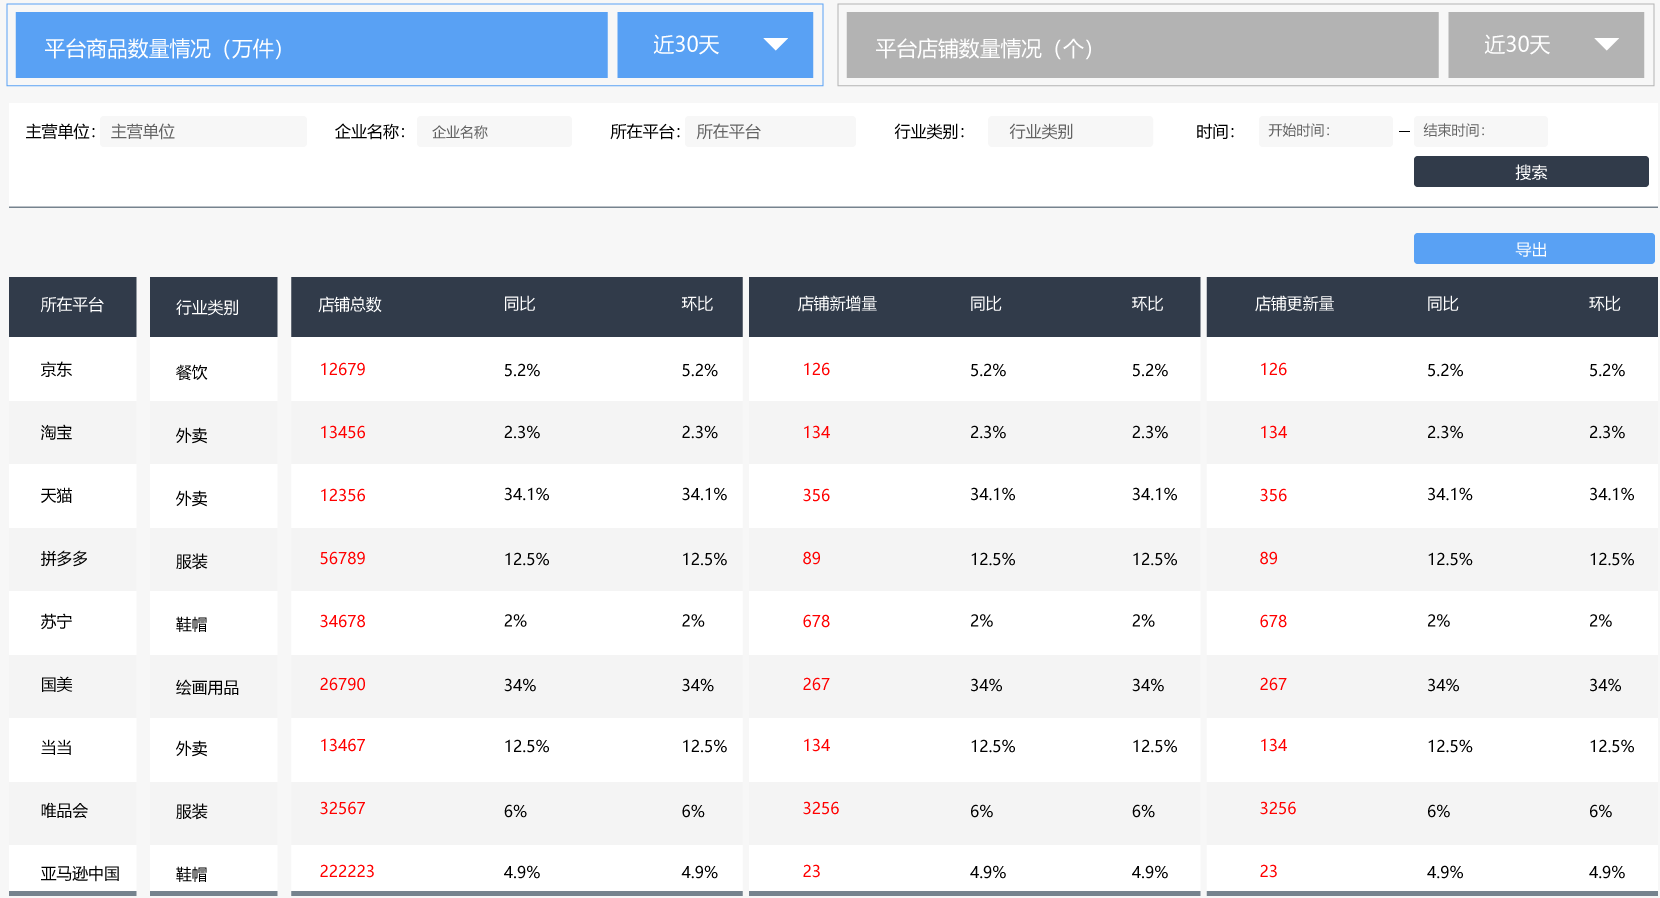 平台商品数量情况（万件） 近30天 平台店铺数量情况（个） 近30天
主营单位： 主营单位 企业名称： 企业名称 所在平台： 所在平台 行业类别： 行业类别 时间： 开始时间： – 结束时间：
搜索
导出
所在平台 行业类别 店铺总数 同比 环比 店铺新增量 同比 环比 店铺更新量 同比 环比
京东 餐饮 12679 5.2% 5.2% 126 5.2% 5.2% 126 5.2% 5.2%
淘宝 外卖 13456 2.3% 2.3% 134 2.3% 2.3% 134 2.3% 2.3%
天猫 外卖 12356 34.1% 34.1% 356 34.1% 34.1% 356 34.1% 34.1%
拼多多 服装 56789 12.5% 12.5% 89 12.5% 12.5% 89 12.5% 12.5%
苏宁 鞋帽 34678 2% 2% 678 2% 2% 678 2% 2%
国美 绘画用品 26790 34% 34% 267 34% 34% 267 34% 34%
当当 外卖 13467 12.5% 12.5% 134 12.5% 12.5% 134 12.5% 12.5%
唯品会 服装 32567 6% 6% 3256 6% 6% 3256 6% 6%
亚马逊中国 鞋帽 222223 4.9% 4.9% 23 4.9% 4.9% 23 4.9% 4.9%